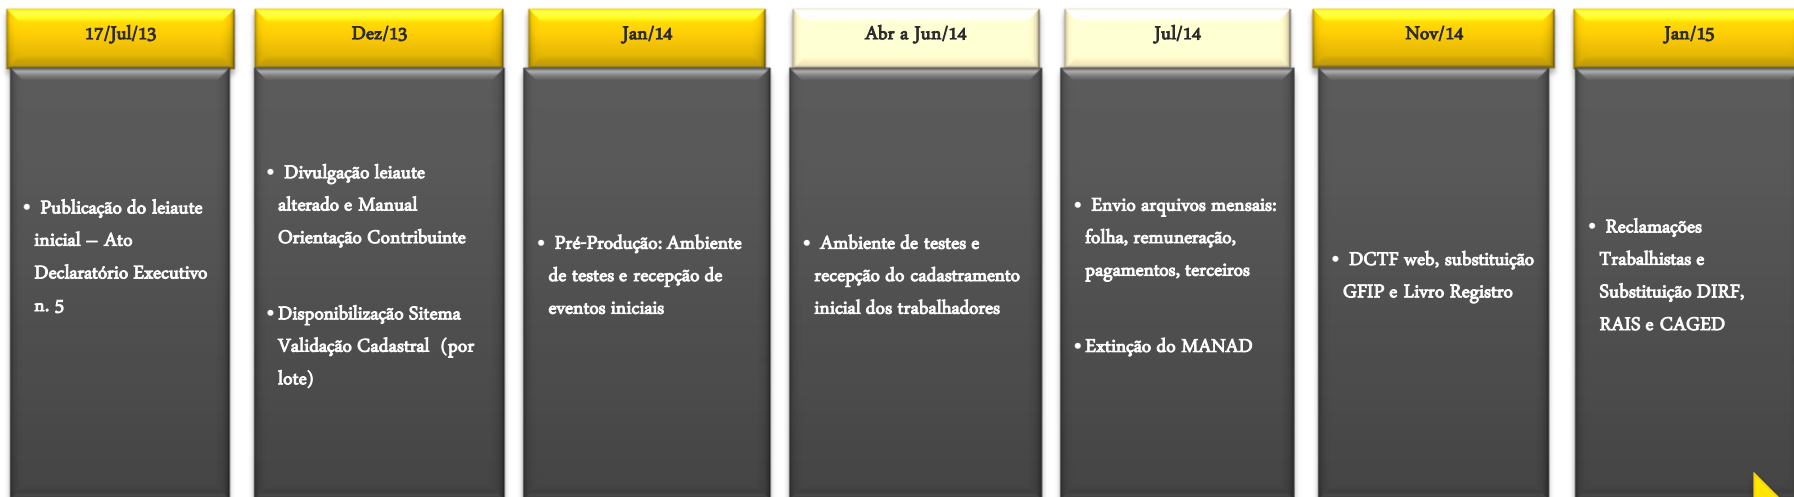 17/Jul/13
• Publicação do leiaute
inicial – Ato
Declaratório Executivo
n. 5
Dez/13
• Divulgação leiaute
alterado e Manual
Orientação Contribuinte
• Disponibilização Sitema
Validação Cadastral (por
lote)
Jan/14
• Pré-Produção: Ambiente
de testes e recepção de
eventos iniciais
Abr a Jun/14
• Ambiente de testes e
recepção do cadastramento
inicial dos trabalhadores
Jul/14
• Envio arquivos mensais:
folha, remuneração,
pagamentos, terceiros
• Extinção do MANAD
Nov/14
• DCTF web, substituição
GFIP e Livro Registro
Jan/15
• Reclamações
Trabalhistas e
Substituição DIRF,
RAIS e CAGED